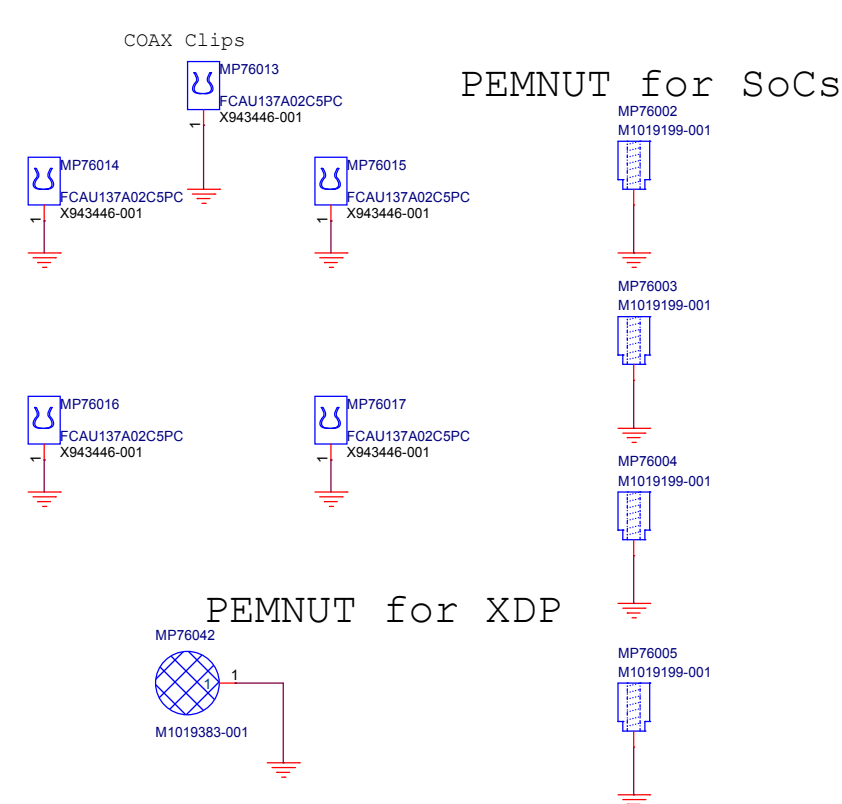 COAX Clips
MP76013
FCAU137A02C5PC
X943446-001
1
PEMNUT for SoCs
MP76002
M1019199-001
MP76014
FCAU137A02C5PC
X943446-001
1
MP76015
FCAU137A02C5PC
X943446-001
1
MP76003
M1019199-001
MP76016
FCAU137A02C5PC
X943446-001
1
MP76017
FCAU137A02C5PC
X943446-001
1
MP76004
M1019199-001
PEMNUT for XDP
MP76042
1
1
M1019383-001
MP76005
M1019199-001